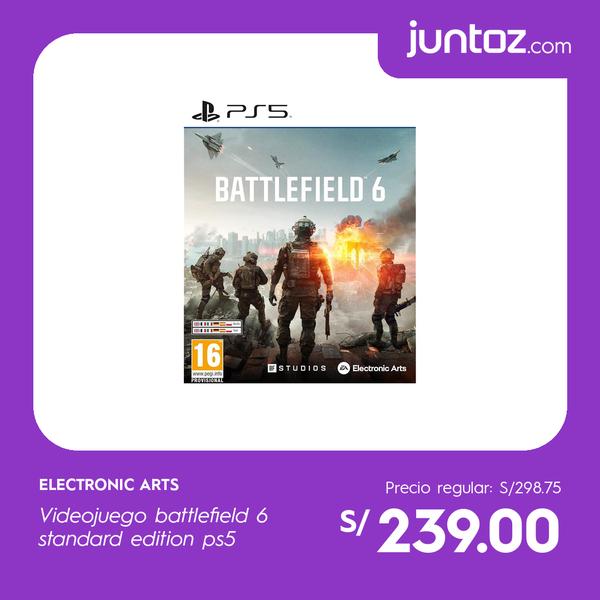 juntoz.com
PS5
BATTLEFIELD 6
16
www.pegi.info
PROVISIONAL
BF STUDIOS
EA Electronic Arts
ELECTRONIC ARTS
Videojuego battlefield 6
standard edition ps5
Precio regular: S/298.75
S/ 239.00